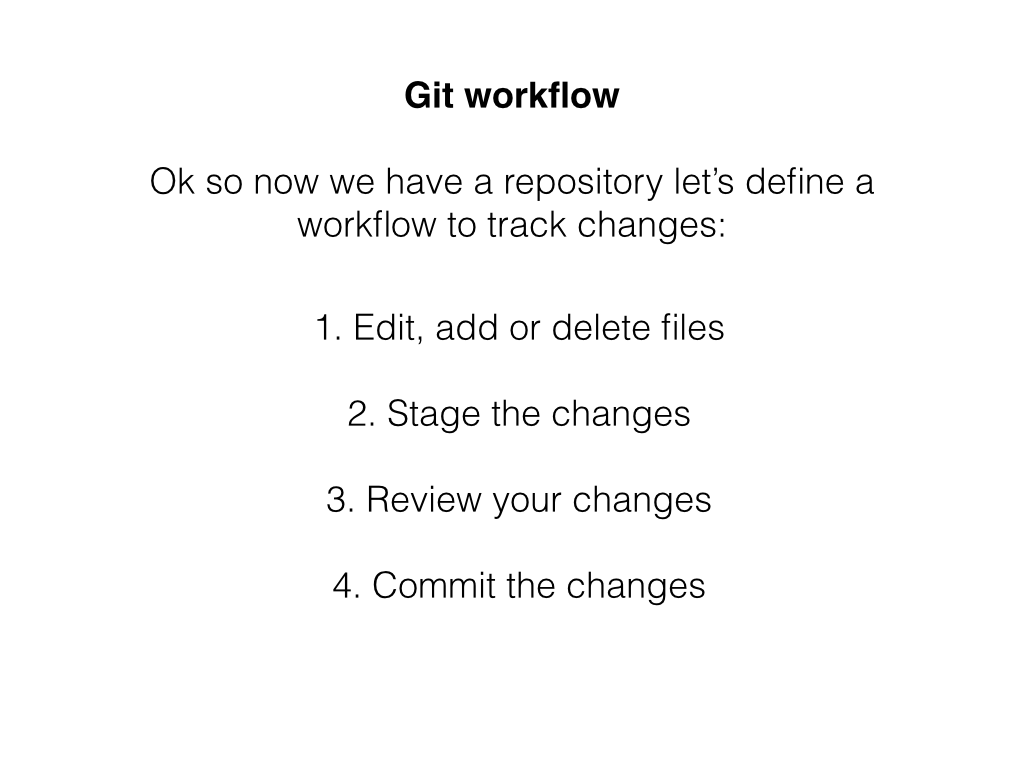 Git workflow
Ok so now we have a repository let’s define a
workflow to track changes:
1. Edit, add or delete files
2. Stage the changes
3. Review your changes
4. Commit the changes